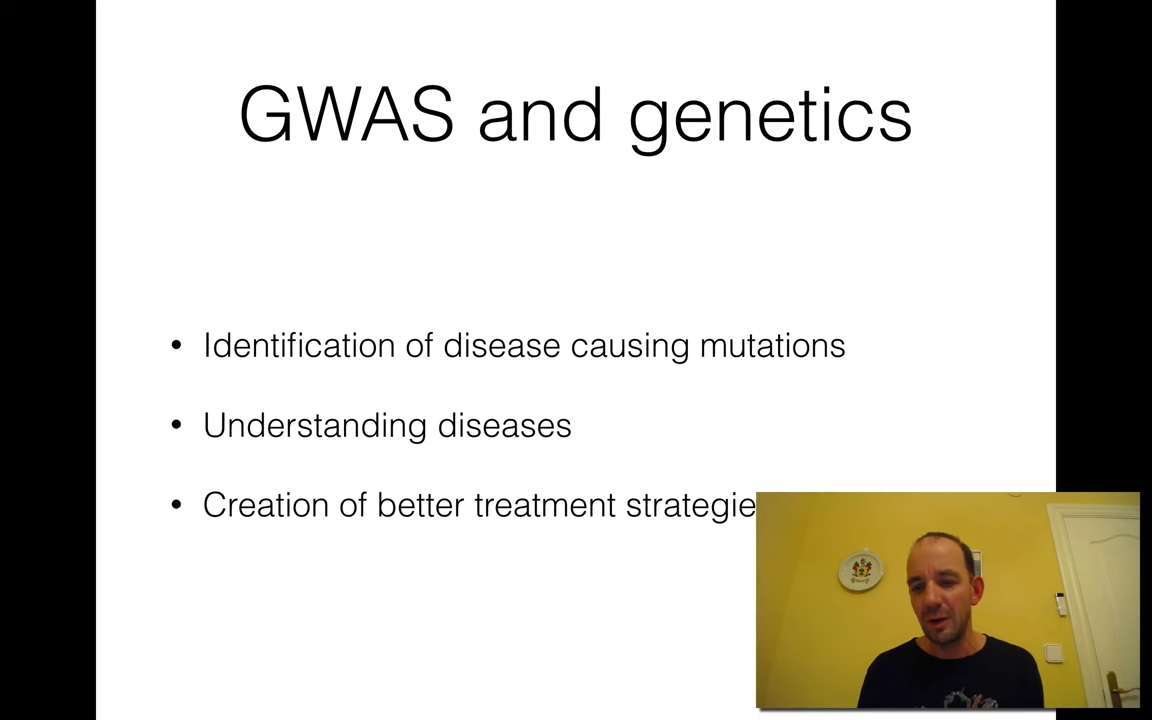 GWAS and genetics
• Identification of disease causing mutations
• Understanding diseases
• Creation of better treatment strategie